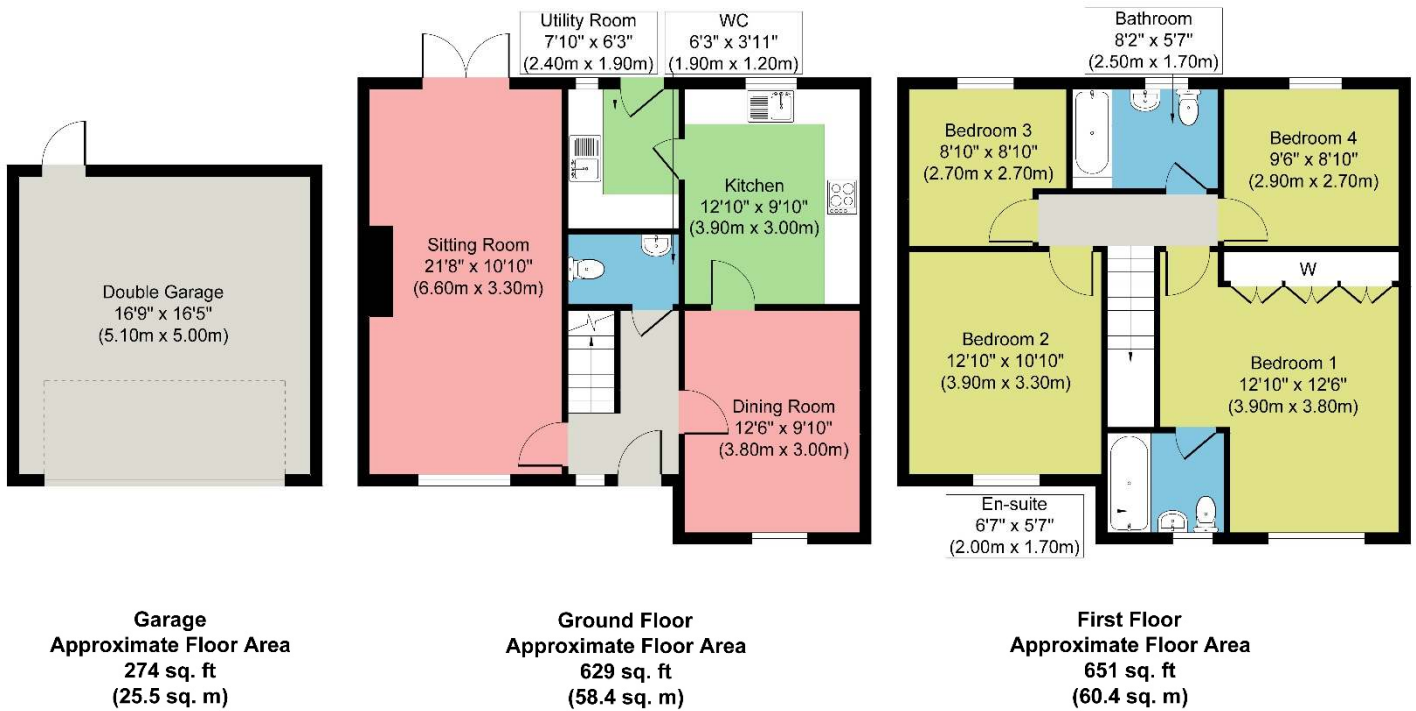 Utility Room
7'10" x 6'3"
(2.40m x 1.90m)
WC
6'3" x 3'11"
(1.90m x 1.20m)
Bathroom
8'2" x 5'7"
(2.50m x 1.70m)
Double Garage
16'9" x 16'5"
(5.10m x 5.00m)
Sitting Room
21'8" x 10'10"
(6.60m x 3.30m)
Kitchen
12'10" x 9'10"
(3.90m x 3.00m)
Dining Room
12'6" x 9'10"
(3.80m x 3.00m)
Bedroom 3
8'10" x 8'10"
(2.70m x 2.70m)
Bedroom 4
9'6" x 8'10"
(2.90m x 2.70m)
W
Bedroom 2
12'10" x 10'10"
(3.90m x 3.30m)
Bedroom 1
12'10" x 12'6"
(3.90m x 3.80m)
En-suite
6'7" x 5'7"
(2.00m x 1.70m)
Garage
Approximate Floor Area
274 sq. ft
(25.5 sq. m)
Ground Floor
Approximate Floor Area
629 sq. ft
(58.4 sq. m)
First Floor
Approximate Floor Area
651 sq. ft
(60.4 sq. m)